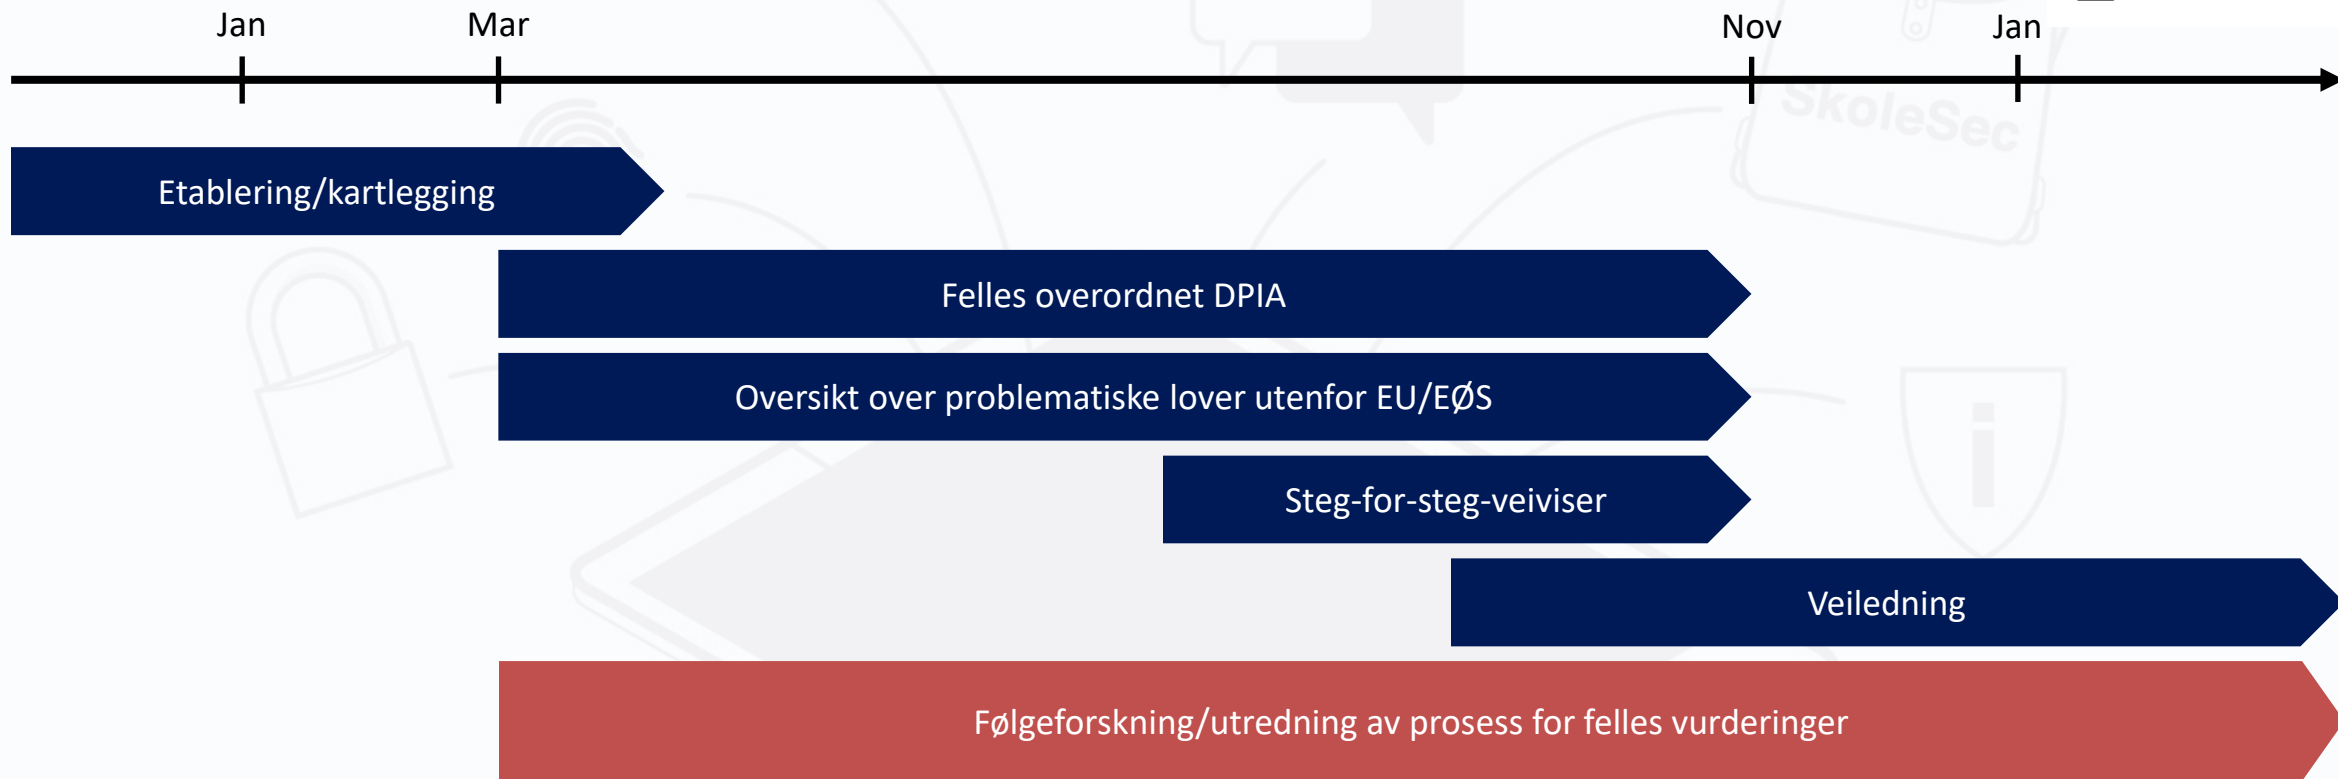 Jan
Mar
Nov
Jan
SkoleSec
Etablering/kartlegging
Felles overordnet DPIA
Oversikt over problematiske lover utenfor EU/EØS
Steg-for-steg-veiviser
Veiledning
Følgeforskning/utredning av prosess for felles vurderinger